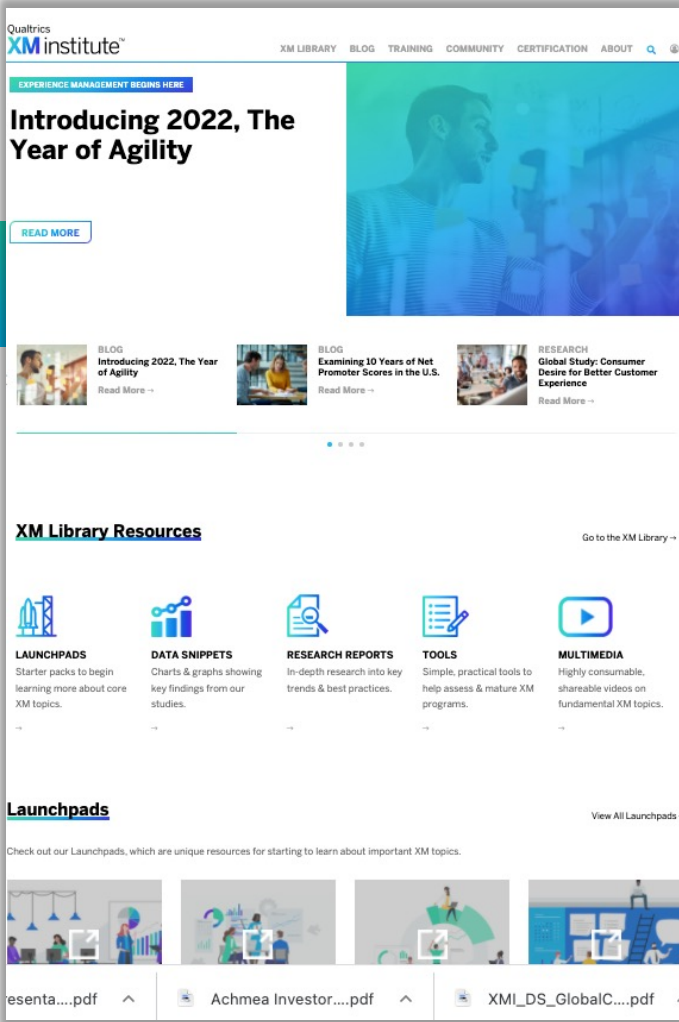 Qualtrics
XM institute™
XM LIBRARY BLOG TRAINING COMMUNITY CERTIFICATION ABOUT
EXPERIENCE MANAGEMENT BEGINS HERE
Introducing 2022, The
Year of Agility
READ MORE
BLOG
Introducing 2022, The Year
of Agility
Read More →
BLOG
Examining 10 Years of Net
Promoter Scores in the U.S.
Read More →
RESEARCH
Global Study: Consumer
Desire for Better Customer
Experience
Read More →
XM Library Resources
Go to the XM Library →
LAUNCHPADS
Starter packs to begin
learning more about core
XM topics.
→
DATA SNIPPETS
Charts & graphs showing
key findings from our
studies.
→
RESEARCH REPORTS
In-depth research into key
trends & best practices.
→
TOOLS
Simple, practical tools to
help assess & mature XM
programs.
→
MULTIMEDIA
Highly consumable,
shareable videos on
fundamental XM topics.
→
Launchpads
View All Launchpads
Check out our Launchpads, which are unique resources for starting to learn about important XM topics.
esenta....pdf Achmea Investor....pdf XMI_DS_GlobalC....pdf